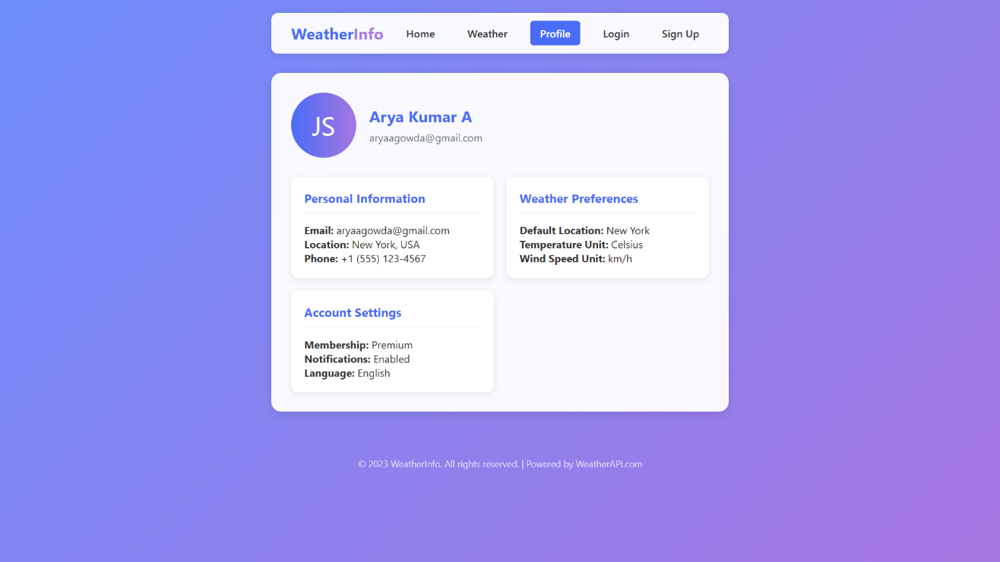 WeatherInfo Home Weather Profile Login Sign Up
JS
Arya Kumar A
aryaagowda@gmail.com
Personal Information
Email: aryaagowda@gmail.com
Location: New York, USA
Phone: +1 (555) 123-4567
Weather Preferences
Default Location: New York
Temperature Unit: Celsius
Wind Speed Unit: km/h
Account Settings
Membership: Premium
Notifications: Enabled
Language: English
© 2023 WeatherInfo. All rights reserved. | Powered by WeatherAPI.com